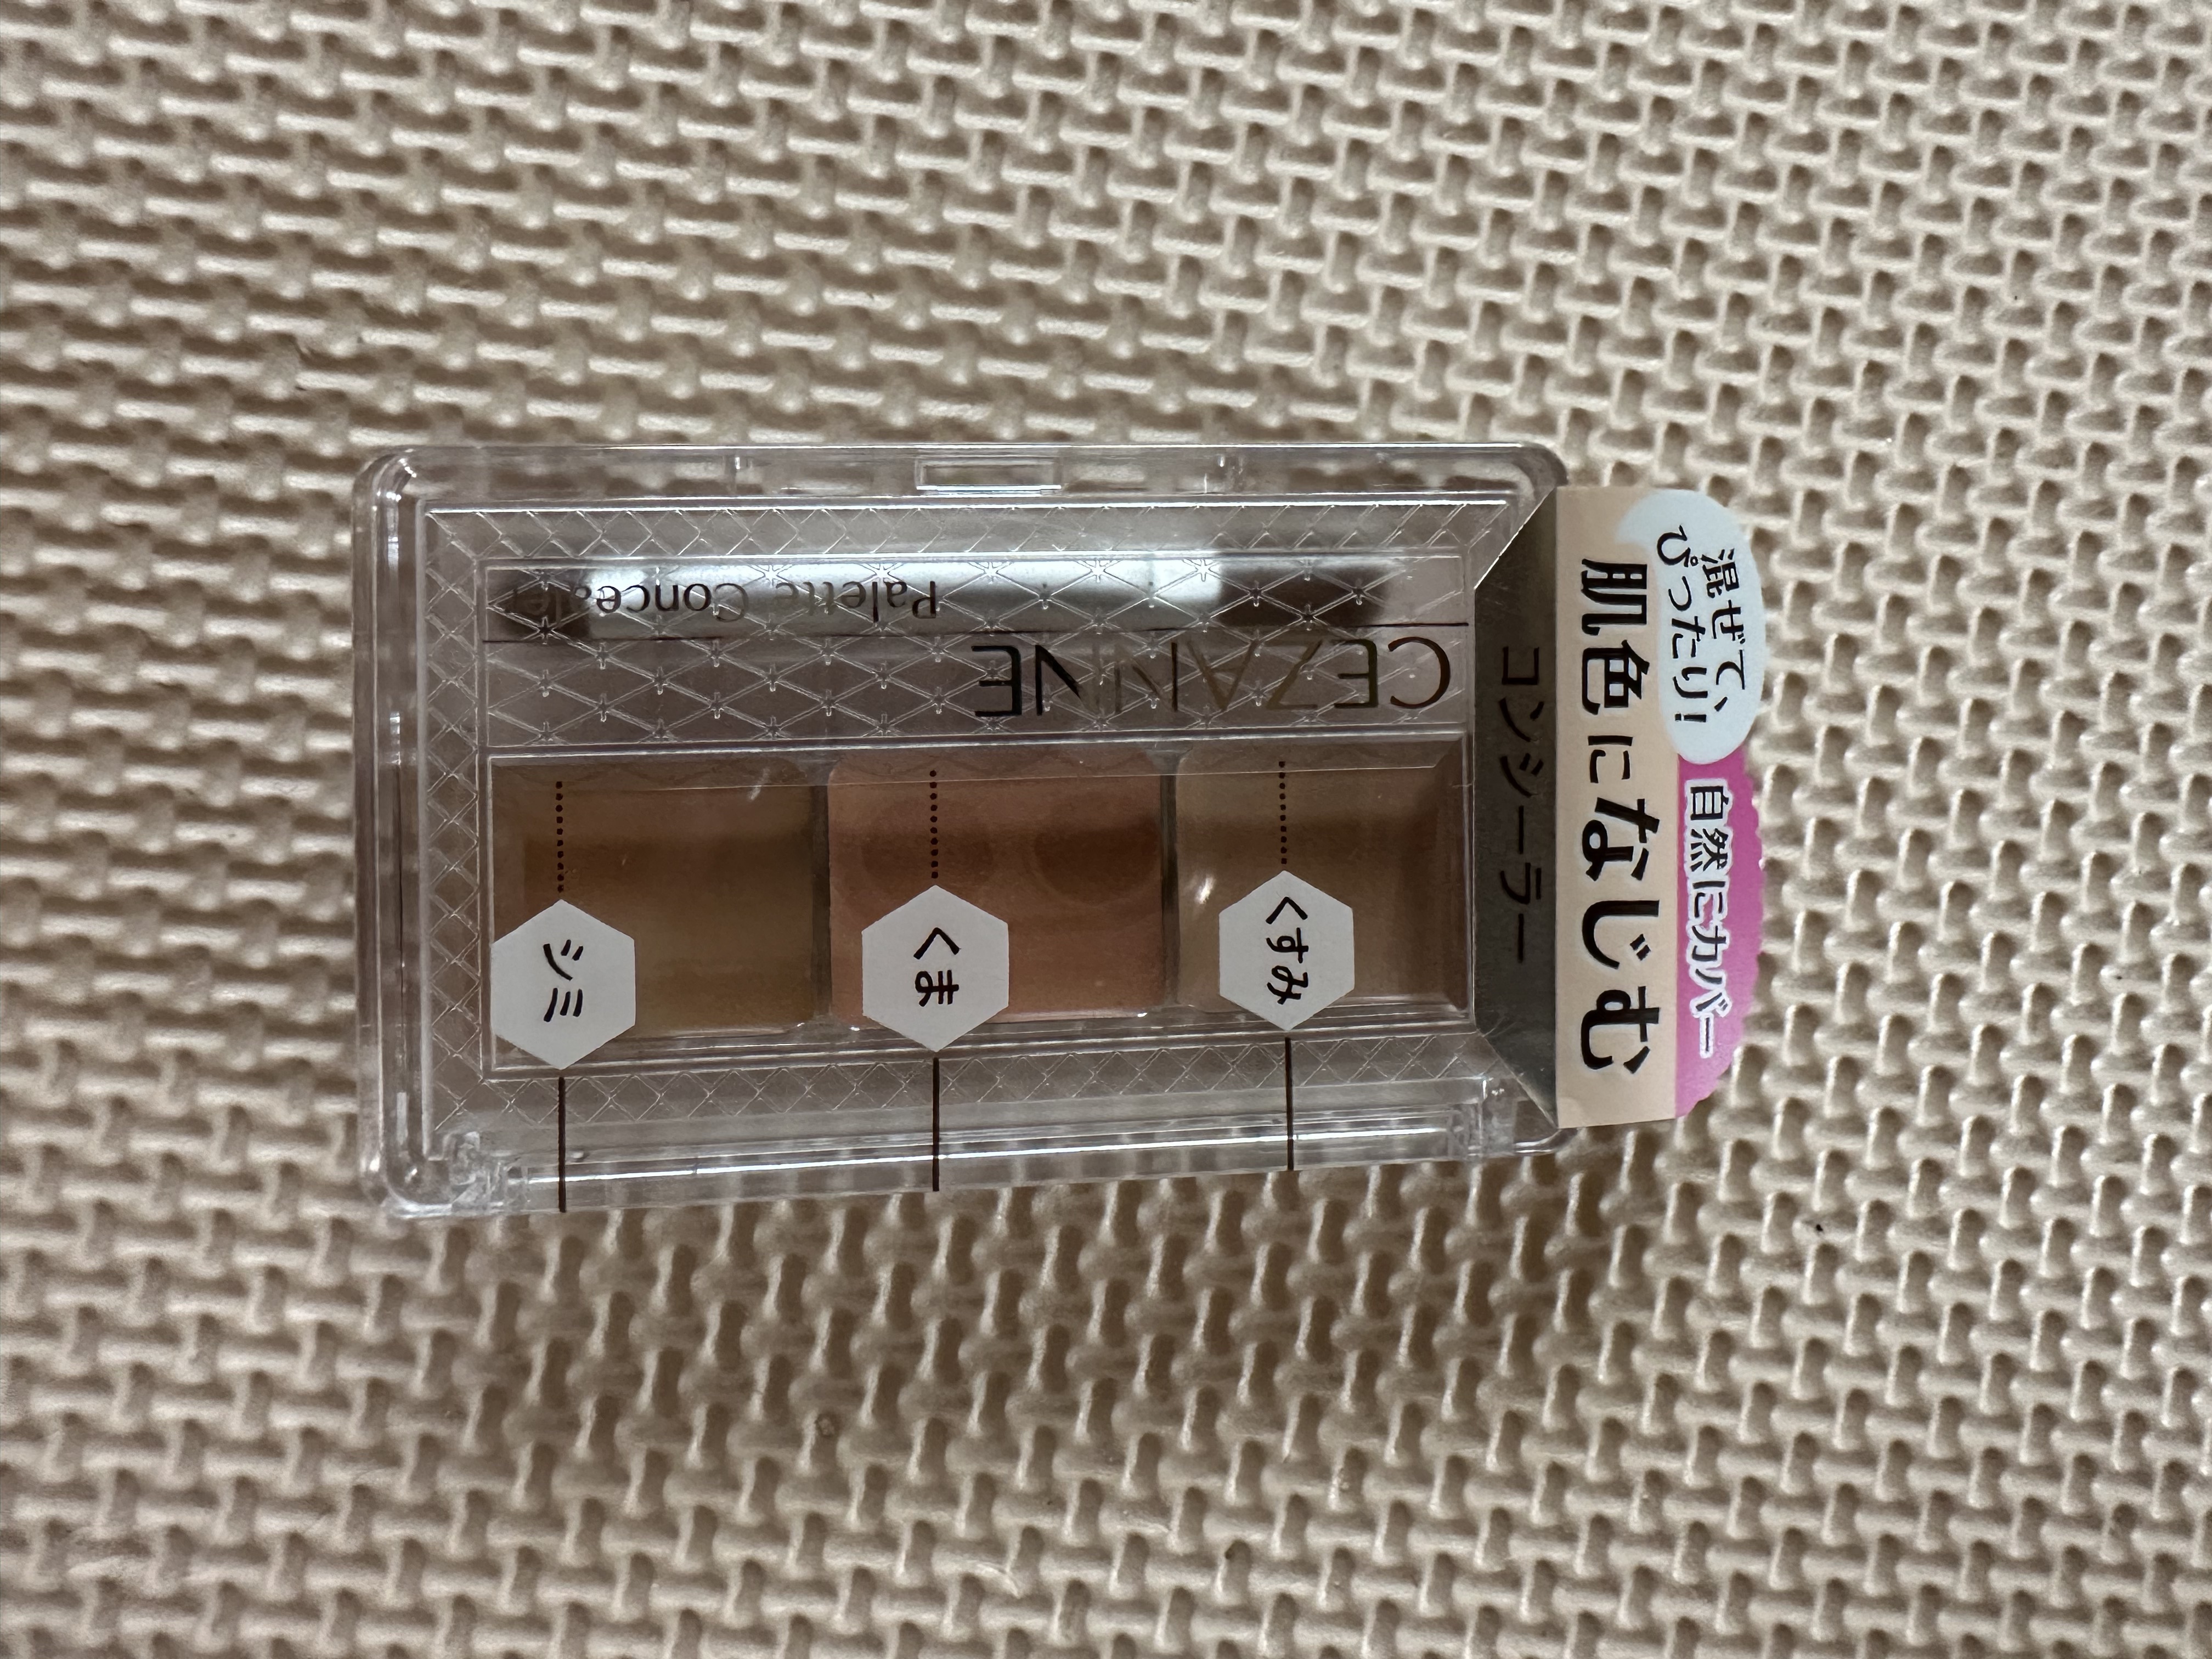 混ぜて、
ぴったり!
自然にカバー
肌色になじむ
コンシーラー
くすみ
くま
シミ
CEZANNE
Palette Concealer